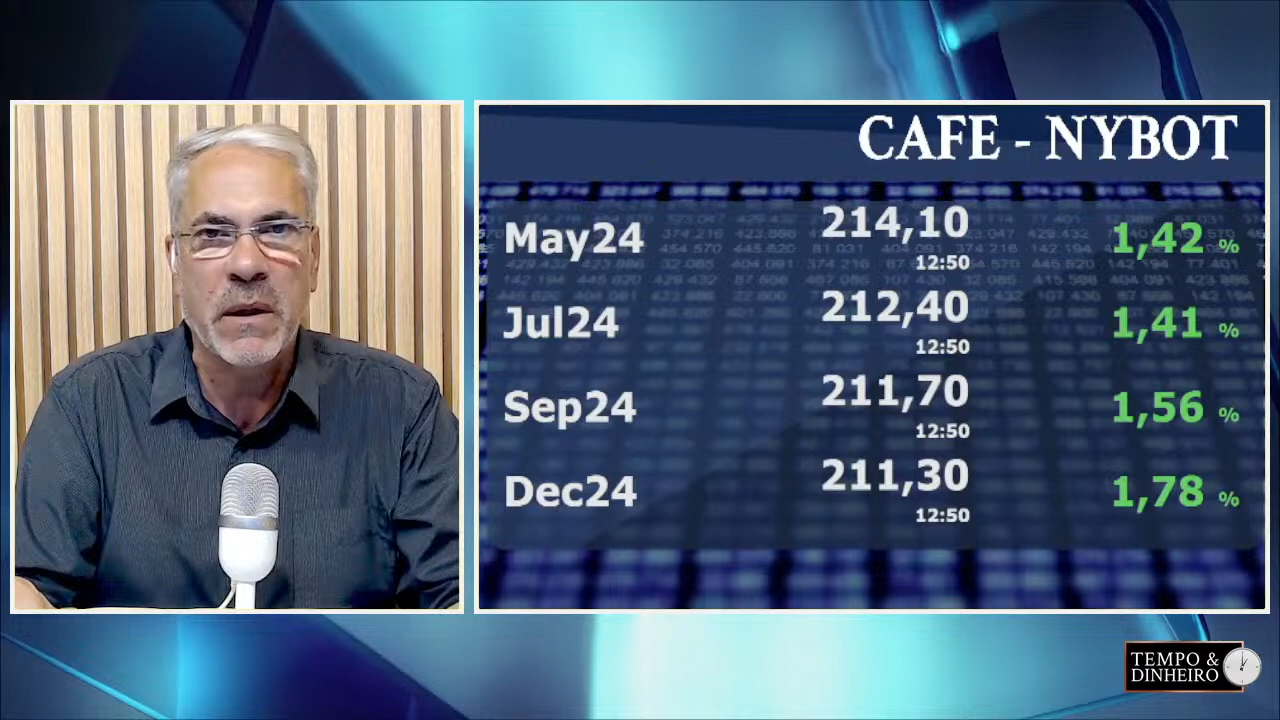 CAFE - NYBOT
May24 214,10 1,42 %
12:50
Jul24 212,40 1,41 %
12:50
Sep24 211,70 1,56 %
12:50
Dec24 211,30 1,78 %
12:50
TEMPO &
DINHEIRO